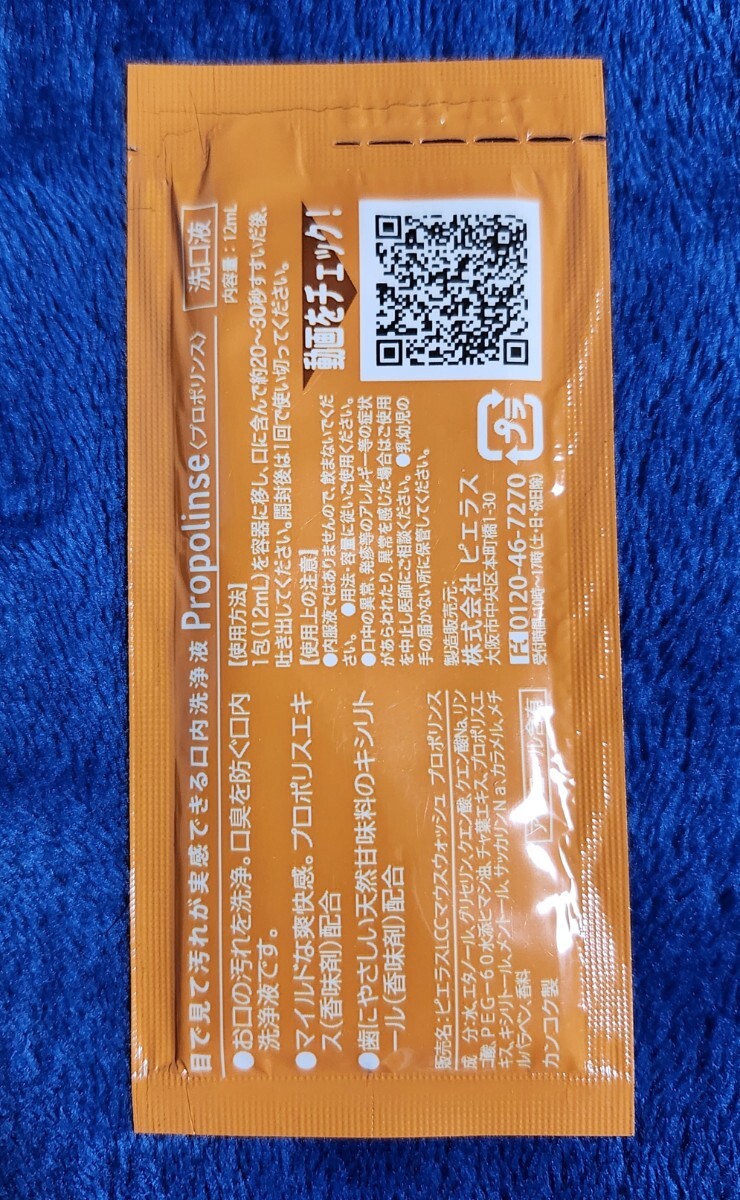 目で見て汚れが実感できる口内洗浄液 Propolinse〈プロポリンス〉 洗口液
内容量：12mL
●お口の汚れを洗浄。口臭を防ぐ口内
洗浄液です。
●マイルドな爽快感。プロポリスエキ
ス(香味剤)配合
●歯にやさしい天然甘味料のキシリト
ール(香味剤)配合
販売名：ピエラスLCCマウスウォッシュ プロポリンス
成 分：水、エタノール、グリセリン、クエン酸、クエン酸Na、リン
ゴ酸、PEG-60水添ヒマシ油、チャ葉エキス、プロポリスエ
キス、キシリトール、メントール、サッカリンNa、カラメル、メチ
ルパラベン、香料
カンコク製
【使用方法】
1包(12mL)を容器に移し、口に含んで約20〜30秒すすいだ後、
吐き出してください。開封後は1回で使い切ってください。
【使用上の注意】
●内服液ではありませんので、飲まないでくだ
さい。 ●用法・容量に従いご使用ください。
●口中の異常、発疹等のアレルギー等の症状
があらわれたり、異常を感じた場合はご使用
を中止し医師にご相談ください。 ●乳幼児の
手の届かない所に保管してください。
製造販売元：
株式会社 ピエラス
大阪市中央区本町橋1-30
0120-46-7270
受付時間：10時〜17時（土・日・祝日除）
プラ
動画をチェック！